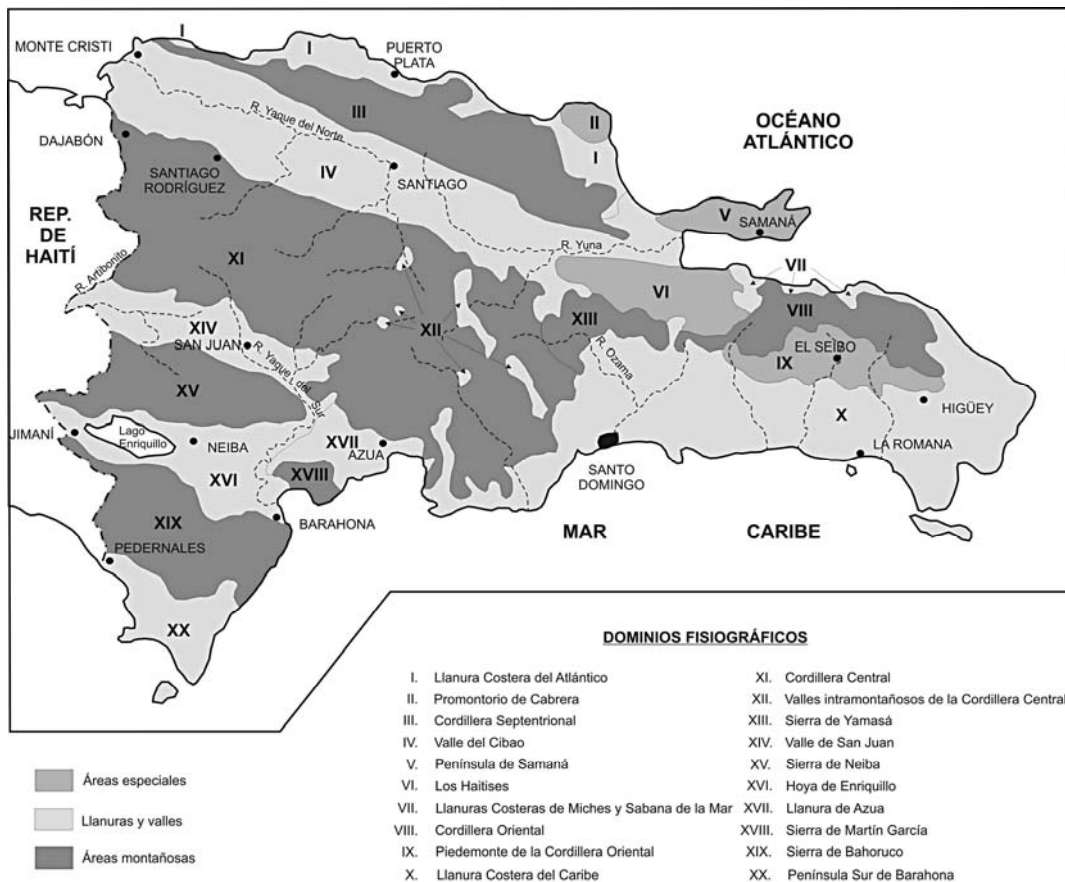 I
MONTE CRISTI
I
PUERTO
PLATA
III
II
OCÉANO
ATLÁNTICO
R. Yaque del Norte
DAJABÓN
I
SANTIAGO
RODRÍGUEZ
IV
SANTIAGO
REP.
DE
HAITÍ
V
SAMANÁ
R. Yuna
XI
VII
R. Artibonito
VI
VIII
XIV
SAN JUAN
XII
XIII
EL SEIBO
R. Yaque del Sur
R. Ozama
IX
XV
HIGÜEY
X
JIMANÍ
Lago
Enriquillo
NEIBA
XVII
AZUA
LA ROMANA
XVI
XVIII
SANTO
DOMINGO
XIX
BARAHONA
MAR
CARIBE
PEDERNALES
XX
DOMINIOS FISIOGRÁFICOS
I. Llanura Costera del Atlántico
II. Promontorio de Cabrera
III. Cordillera Septentrional
IV. Valle del Cibao
V. Península de Samaná
VI. Los Haitises
VII. Llanuras Costeras de Miches y Sabana de la Mar
VIII. Cordillera Oriental
IX. Piedemonte de la Cordillera Oriental
X. Llanura Costera del Caribe
XI. Cordillera Central
XII. Valles intramontañosos de la Cordillera Central
XIII. Sierra de Yamasá
XIV. Valle de San Juan
XV. Sierra de Neiba
XVI. Hoya de Enriquillo
XVII. Llanura de Azua
XVIII. Sierra de Martín García
XIX. Sierra de Bahoruco
XX. Península Sur de Barahona
Áreas especiales
Llanuras y valles
Áreas montañosas